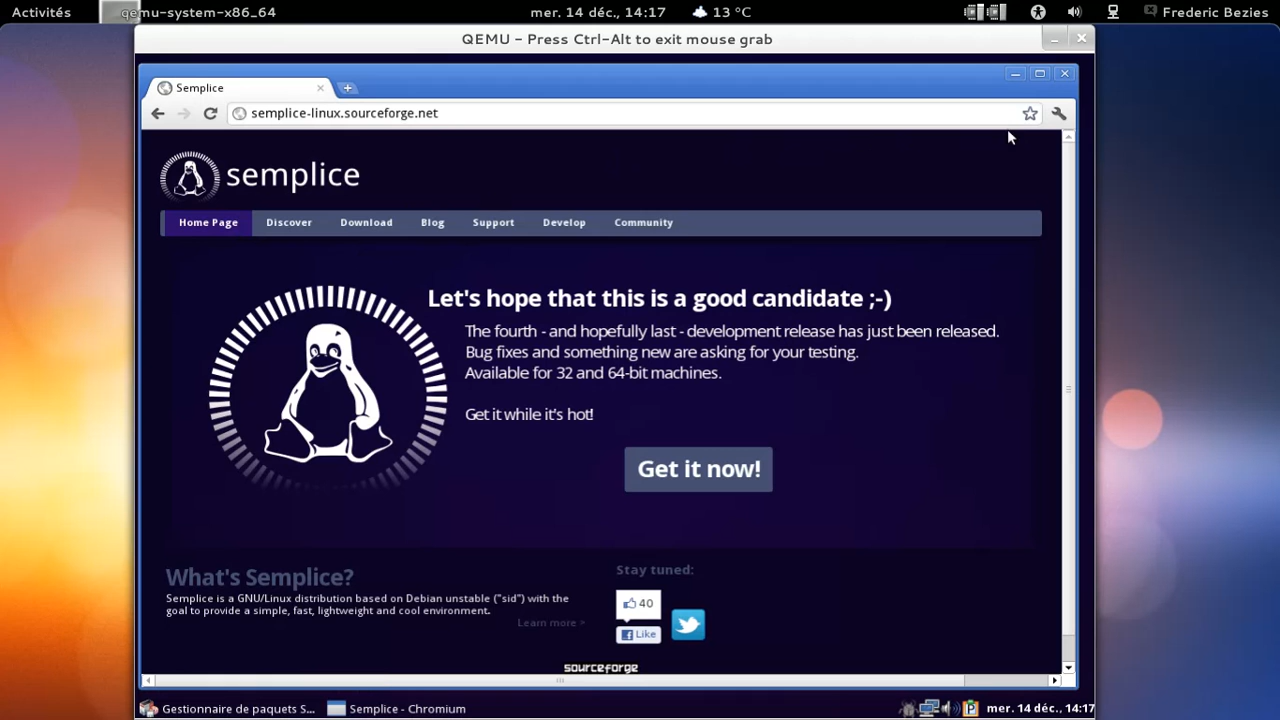 Activités
qemu-system-x86_64
mer. 14 déc., 14:17
13 °C
Frederic Bezies
QEMU - Press Ctrl-Alt to exit mouse grab
Semplice
semplice-linux.sourceforge.net
semplice
Home Page Discover Download Blog Support Develop Community
Let's hope that this is a good candidate ;-)
The fourth - and hopefully last - development release has just been released.
Bug fixes and something new are asking for your testing.
Available for 32 and 64-bit machines.
Get it while it's hot!
Get it now!
What's Semplice?
Semplice is a GNU/Linux distribution based on Debian unstable ("sid") with the
goal to provide a simple, fast, lightweight and cool environment.
Learn more »
Stay tuned:
40
Like
sourceforge
Gestionnaire de paquets S...
Semplice - Chromium
mer. 14 déc., 14:17